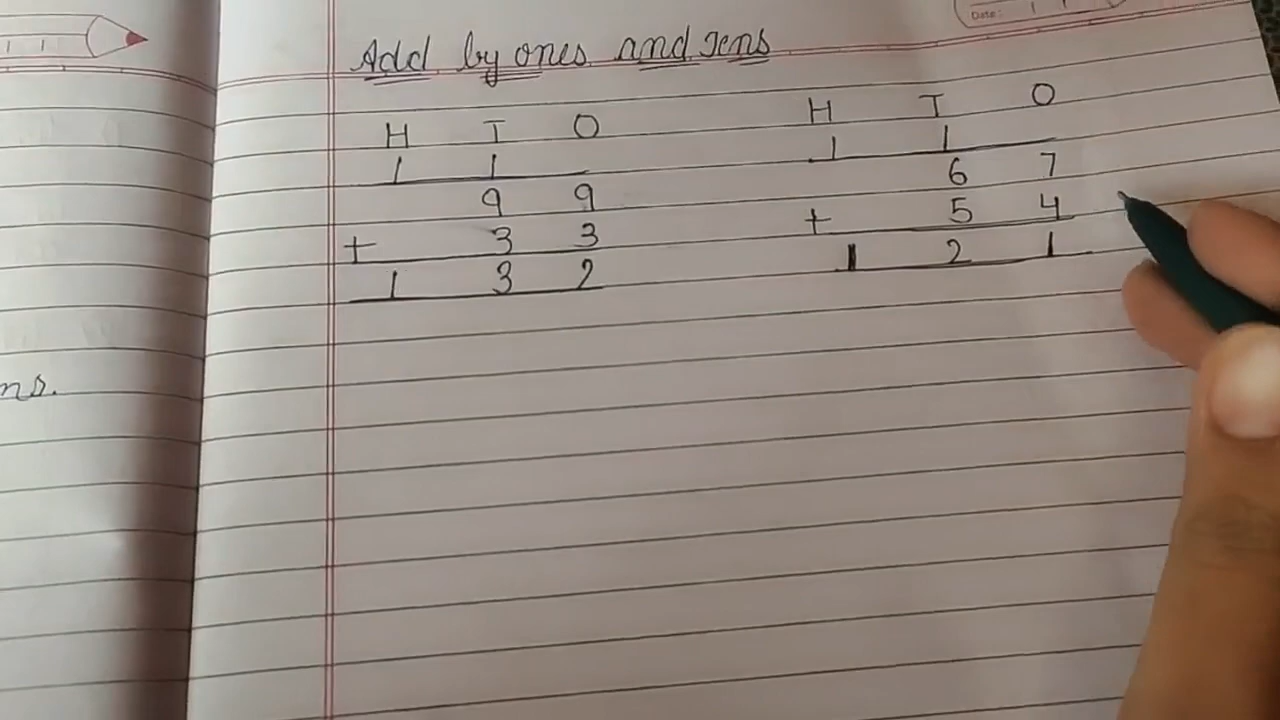 Date:
Add by ones and Tens
H T O
1 1
9 9
+ 3 3
1 3 2
H T O
1 1
6 7
+ 5 4
1 2 1
ns.